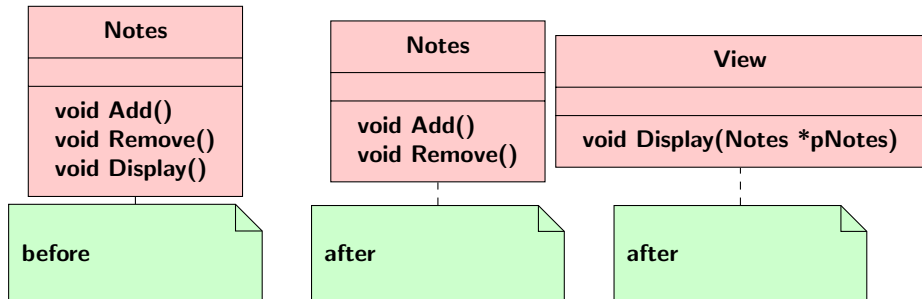 Notes
void Add()
void Remove()
void Display()
before
Notes
void Add()
void Remove()
after
View
void Display(Notes *pNotes)
after